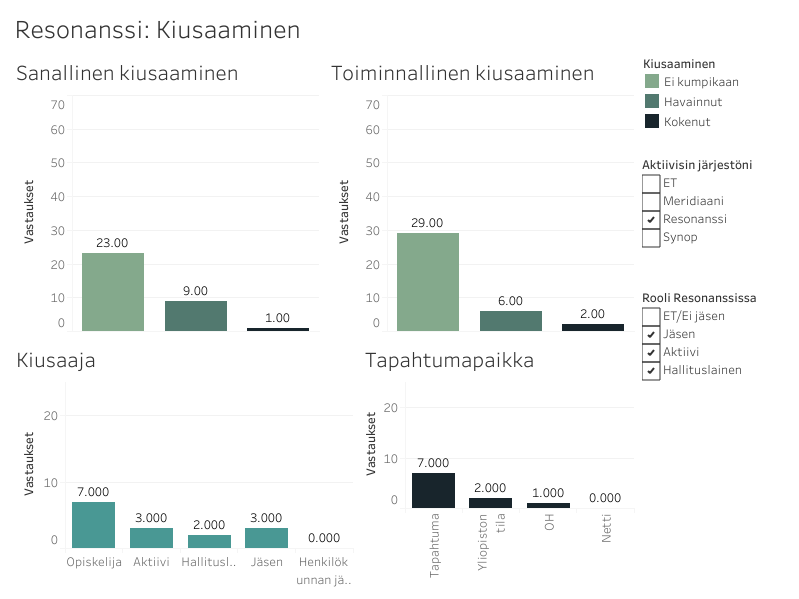 Resonanssi: Kiusaaminen
Sanallinen kiusaaminen
70
60
50
40
30
20
10
0
Vastaukset
23.00
9.00
1.00
Toiminnallinen kiusaaminen
70
60
50
40
30
20
10
0
Vastaukset
29.00
6.00
2.00
Kiusaaminen
Ei kumpikaan
Havainnut
Kokenut
Aktiivisin järjestöni
ET
Meridiaani
Resonanssi
Synop
Rooli Resonanssissa
ET/Ei jäsen
Jäsen
Aktiivi
Hallituslainen
Kiusaaja
20
10
0
Vastaukset
7.000
3.000
2.000
3.000
0.000
Opiskelija
Aktiivi
Hallitusl..
Jäsen
Henkilök
unnan jä..
Tapahtumapaikka
20
10
0
Vastaukset
7.000
2.000
1.000
0.000
Tapahtuma
Yliopiston
tila
OH
Netti